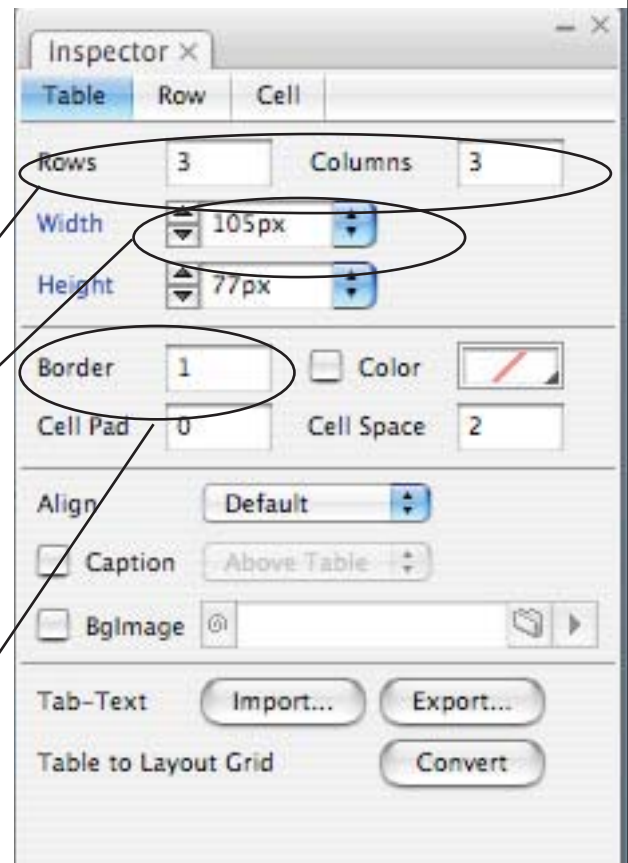 Inspector
Table Row Cell
Rows 3 Columns 3
Width 105px
Height 77px
Border 1 Color
Cell Pad 0 Cell Space 2
Align Default
Caption Above Table
BgImage
Tab-Text Import... Export...
Table to Layout Grid Convert